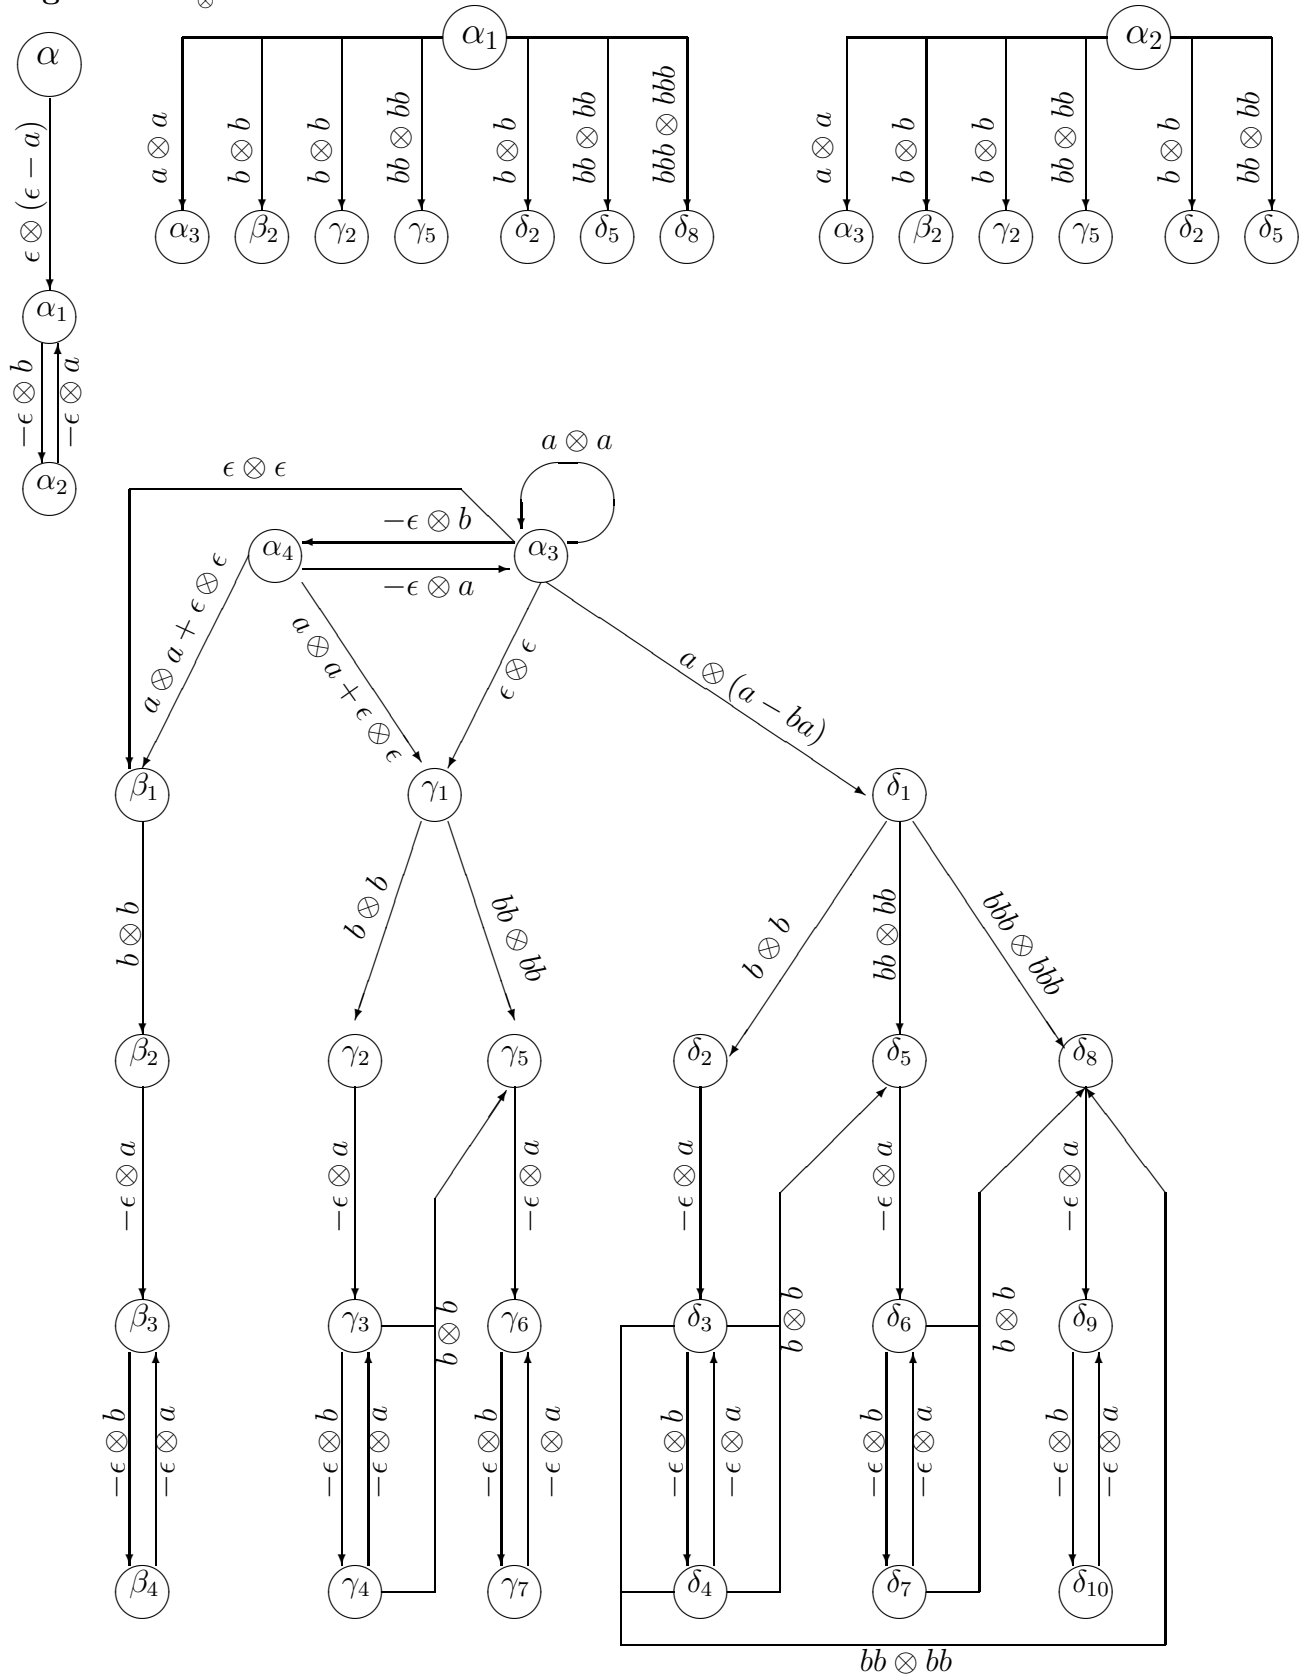 ⊗
α
ϵ ⊗ (ϵ − a)
α₁
−ϵ ⊗ b
−ϵ ⊗ a
α₂
α₁
a ⊗ a
b ⊗ b
b ⊗ b
bb ⊗ bb
b ⊗ b
bb ⊗ bb
bbb ⊗ bbb
α₃
β₂
γ₂
γ₅
δ₂
δ₅
δ₈
α₂
a ⊗ a
b ⊗ b
b ⊗ b
bb ⊗ bb
b ⊗ b
bb ⊗ bb
α₃
β₂
γ₂
γ₅
δ₂
δ₅
a ⊗ a
ϵ ⊗ ϵ
−ϵ ⊗ b
α₄
α₃
−ϵ ⊗ a
a ⊗ a + ϵ ⊗ ϵ
a ⊗ a + ϵ ⊗ ϵ
ϵ ⊗ ϵ
a ⊗ (a − ba)
β₁
γ₁
δ₁
b ⊗ b
b ⊗ b
bb ⊗ bb
b ⊗ b
bb ⊗ bb
bbb ⊗ bbb
β₂
γ₂
γ₅
δ₂
δ₅
δ₈
−ϵ ⊗ a
−ϵ ⊗ a
−ϵ ⊗ a
−ϵ ⊗ a
−ϵ ⊗ a
−ϵ ⊗ a
β₃
γ₃
b ⊗ b
γ₆
δ₃
b ⊗ b
δ₆
b ⊗ b
δ₉
−ϵ ⊗ b
−ϵ ⊗ a
−ϵ ⊗ b
−ϵ ⊗ a
−ϵ ⊗ b
−ϵ ⊗ a
−ϵ ⊗ b
−ϵ ⊗ a
−ϵ ⊗ b
−ϵ ⊗ a
−ϵ ⊗ b
−ϵ ⊗ a
β₄
γ₄
γ₇
δ₄
δ₇
δ₁₀
bb ⊗ bb